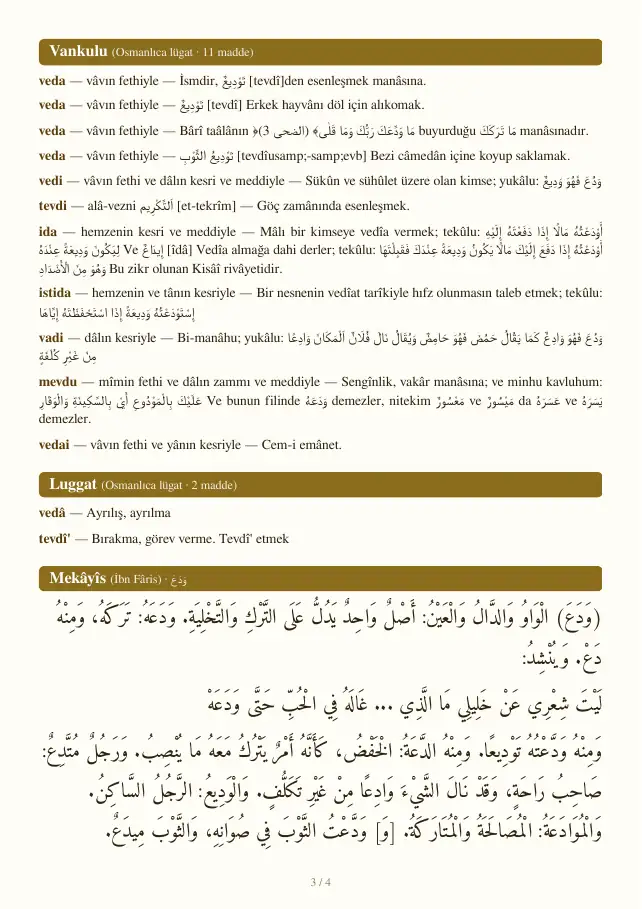 Vankulu (Osmanlıca lügat · 11 madde)
veda — vâvın fethiyle — İsmdir, تَوْدِيعٌ [tevdî]den esenleşmek manâsına.
veda — vâvın fethiyle — تَوْدِيعٌ [tevdî] Erkek hayvânı döl için alıkomak.
veda — vâvın fethiyle — Bârî taâlânın ﴿مَا وَدَّعَكَ رَبُّكَ وَمَا قَلَى﴾ (الضحى 3) buyurduğu مَا تَرَكَكَ manâsınadır.
veda — vâvın fethiyle — تَوْدِيعُ الثَّوْبِ [tevdîusamp;-samp;evb] Bezi câmedân içine koyup saklamak.
vedi — vâvın fethi ve dâlın kesri ve meddiyle — Sükûn ve sühûlet üzere olan kimse; yukâlu: وَدُعَ فَهُوَ وَدِيعٌ
tevdi — alâ-vezni اَلتَّكْرِيم [et-tekrîm] — Göç zamânında esenleşmek.
ida — hemzenin kesri ve meddiyle — Mâlı bir kimseye vedîa vermek; tekûlu: أَوْدَعْتُهُ مَالًا إِذَا دَفَعْتَهُ إِلَيْهِ
لِيَكُونَ وَدِيعَةً عِنْدَهُ Ve إِيدَاعٌ [îdâ] Vedîa almağa dahi derler; tekûlu: أَوْدَعْتُهُ إِذَا دَفَعَ إِلَيْكَ مَالًا يَكُونُ وَدِيعَةً عِنْدَكَ فَقَبِلْتَهَا
وَهُوَ مِنَ الْأَضْدَادِ Bu zikr olunan Kisâî rivâyetidir.
istida — hemzenin ve tânın kesriyle — Bir nesnenin vedîat tarîkiyle hıfz olunmasın taleb etmek; tekûlu:
إِسْتَوْدَعْتُهُ وَدِيعَةً إِذَا اسْتَحْفَظْتَهُ إِيَّاهَا
vadi — dâlın kesriyle — Bi-manâhu; yukâlu: وَدُعَ فَهُوَ وَادِعٌ كَمَا يَقَالُ حَمُضَ فَهُوَ حَامِضٌ وَيُقَالُ نَالَ فُلَانٌ اَلْمَكَانَ وَادِعًا
مِنْ غَيْرِ كُلْفَةٍ
mevdu — mîmin fethi ve dâlın zammı ve meddiyle — Sengînlik, vakâr manâsına; ve minhu kavluhum:
عَلَيْكَ بِالْمَوْدُوعِ أَيْ بِالسَّكِينَةِ وَالْوَقَارِ Ve bunun filinde وَدَعَهُ demezler, nitekim مَعْسُورٌ ve مَيْسُورٌ da عَسَرَهُ ve يَسَرَهُ
demezler.
vedai — vâvın fethi ve yânın kesriyle — Cem-i emânet.
Luggat (Osmanlıca lügat · 2 madde)
vedâ — Ayrılış, ayrılma
tevdî' — Bırakma, görev verme. Tevdî' etmek
Mekâyîs (İbn Fâris) · وَدَعَ
(وَدَعَ) الْوَاوُ وَالدَّالُ وَالْعَيْنُ: أَصْلٌ وَاحِدٌ يَدُلُّ عَلَى التَّرْكِ وَالتَّخْلِيَةِ. وَدَعَهُ: تَرَكَهُ، وَمِنْهُ
دَعْ. وَيُنْشِدُ:
لَيْتَ شِعْرِي عَنْ خَلِيلِي مَا الَّذِي ... غَالَهُ فِي الْحُبِّ حَتَّى وَدَعَهْ
وَمِنْهُ وَدَّعْتُهُ تَوْدِيعًا. وَمِنْهُ الدَّعَةُ: الْخَفْضُ، كَأَنَّهُ أَمْرٌ يَتْرُكُ مَعَهُ مَا يُنْصِبُ. وَرَجُلٌ مُتَّدِعٌ:
صَاحِبُ رَاحَةٍ، وَقَدْ نَالَ الشَّيْءَ وَادِعًا مِنْ غَيْرِ تَكَلُّفٍ. وَالْوَدِيعُ: الرَّجُلُ السَّاكِنُ.
وَالْمُوَادَعَةُ: الْمُصَالَحَةُ وَالْمُتَارَكَةُ. [وَ] وَدَّعْتُ الثَّوْبَ فِي صُوَانِهِ، وَالثَّوْبَ مِيدَعٌ.
3 / 4